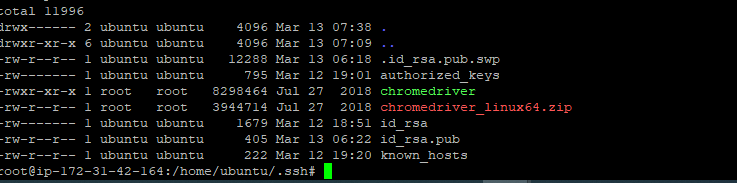 total 11996
drwx------ 2 ubuntu ubuntu    4096 Mar 13 07:38 .
drwxr-xr-x 6 ubuntu ubuntu    4096 Mar 13 07:09 ..
-rw-r--r-- 1 ubuntu ubuntu   12288 Mar 13 06:18 .id_rsa.pub.swp
-rw------- 1 ubuntu ubuntu     795 Mar 12 19:01 authorized_keys
-rwxr-xr-x 1 root   root   8298464 Jul 27  2018 chromedriver
-rw-r--r-- 1 root   root   3944714 Jul 27  2018 chromedriver_linux64.zip
-rw------- 1 ubuntu ubuntu    1679 Mar 12 18:51 id_rsa
-rw-r--r-- 1 ubuntu ubuntu     405 Mar 13 06:22 id_rsa.pub
-rw-r--r-- 1 ubuntu ubuntu     222 Mar 12 19:20 known_hosts
root@ip-172-31-42-164:/home/ubuntu/.ssh#